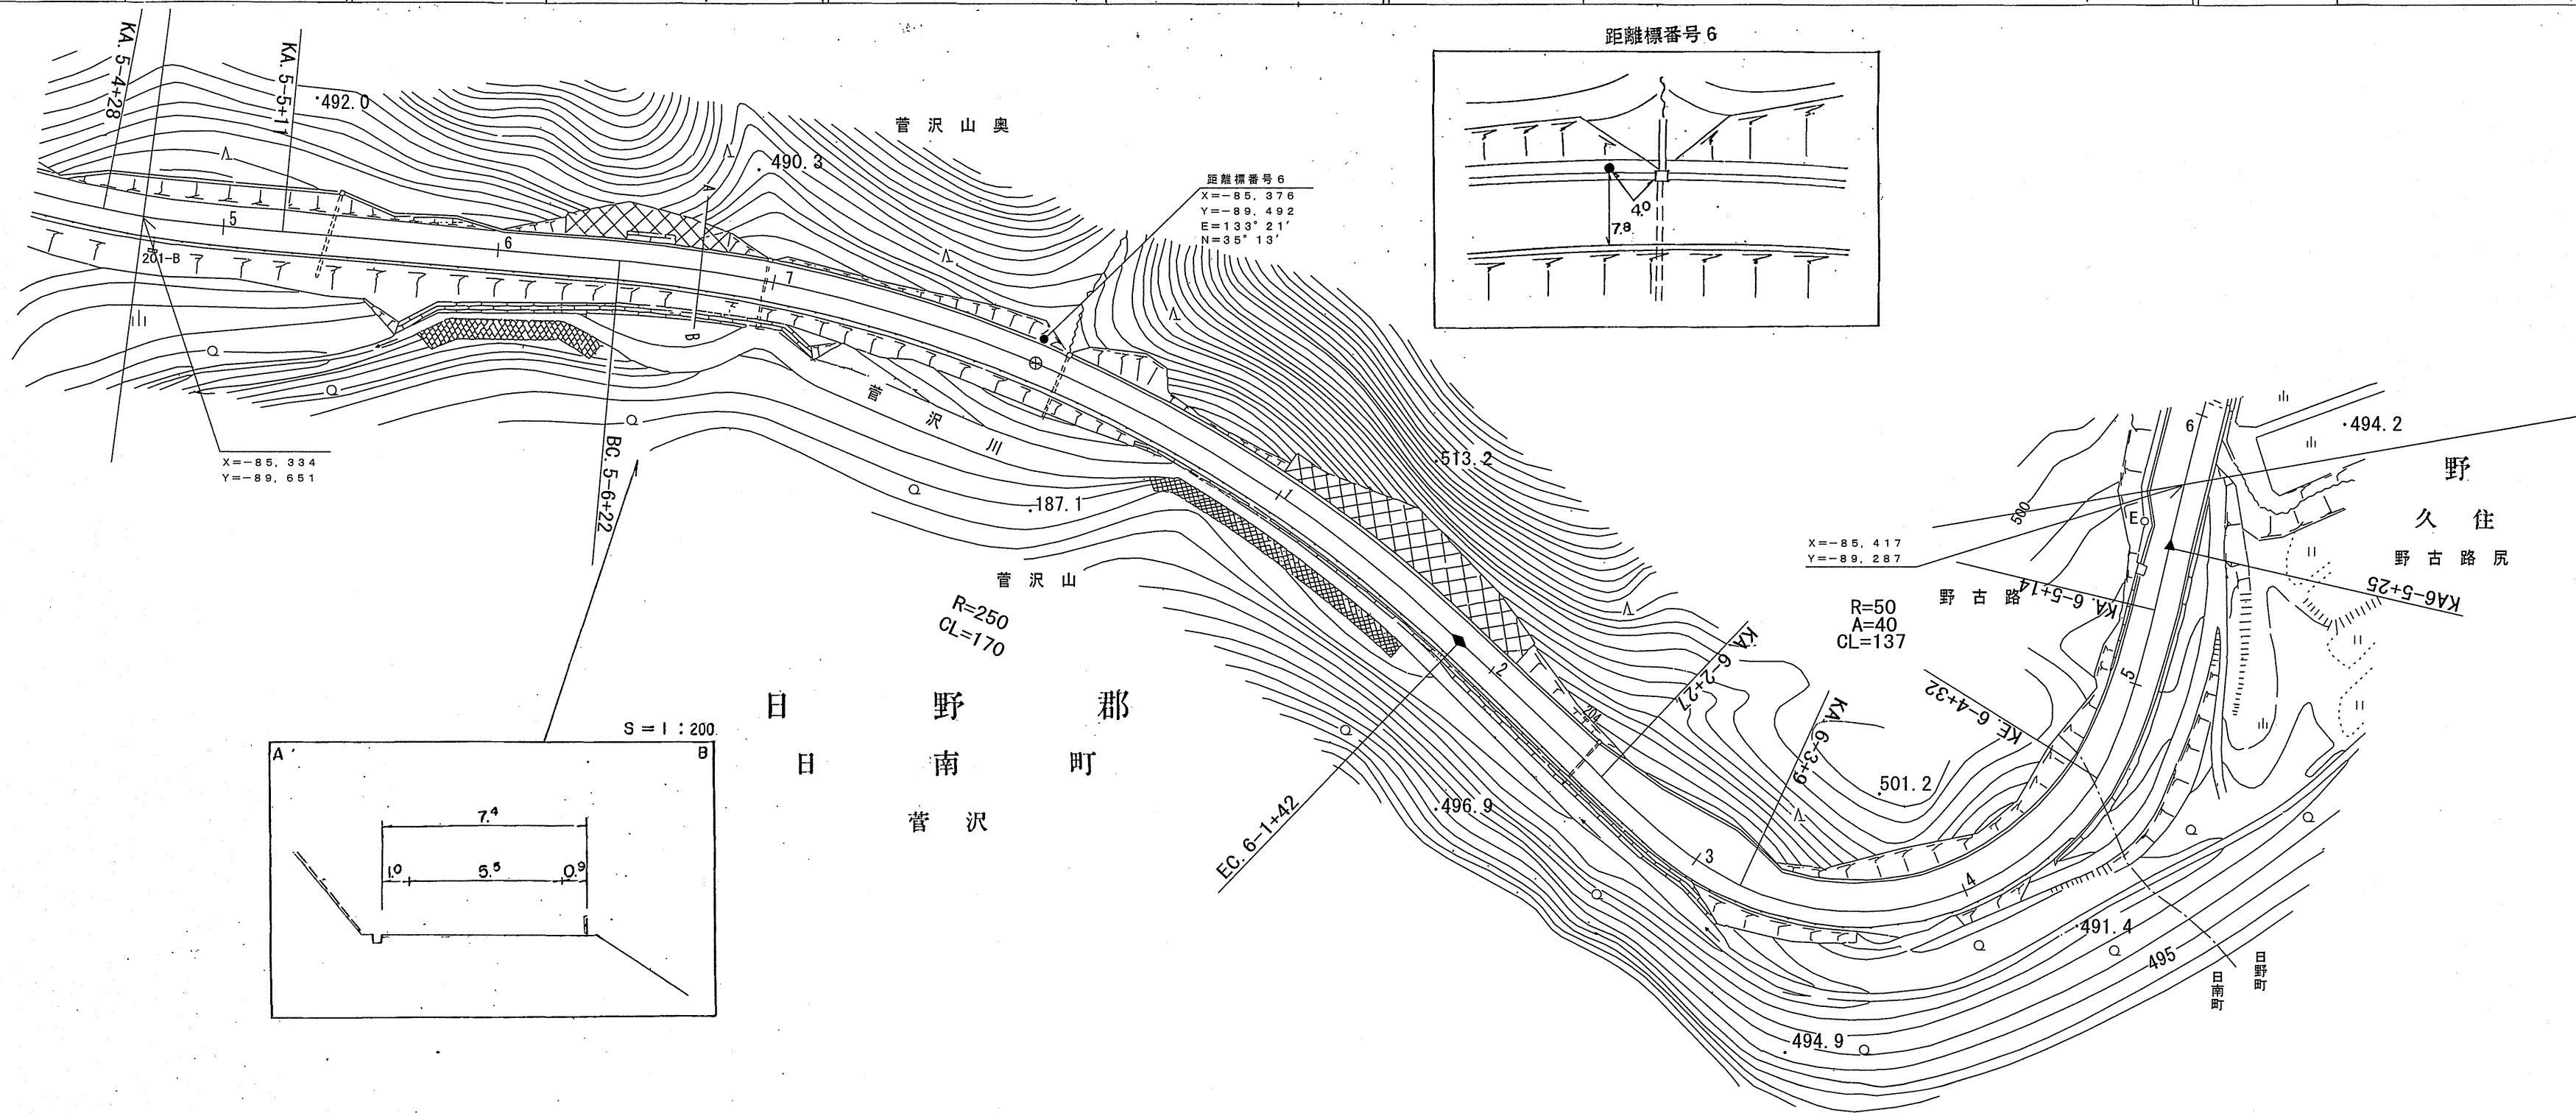 距離標番号6
4.0
7.8
KA. 5-4+28
KA. 5-5+11
492.0
菅沢山奥
490.3
A
距離標番号6
X=-85, 376
Y=-89, 492
E=133° 21′
N=35° 13′
5
6
7
201-B
B
X=-85, 334
Y=-89, 651
BC. 5-6+22
菅沢川
187.1
菅沢山
R=250
CL=170
513.2
1
2
204
EC. 6-1+42
KA. 6-2+27
KA. 6-3+9
496.9
3
4
5
6
494.2
野
久住
野古路尻
500
E
X=-85, 417
Y=-89, 287
野古路
KA. 6-5+14
KA6-5+25
R=50
A=40
CL=137
KE. 6-4+32
501.2
491.4
495
494.9
日南町
日野町
日野郡
日南町
菅沢
S=1:200
A'
B
7.4
1.0
5.5
0.9